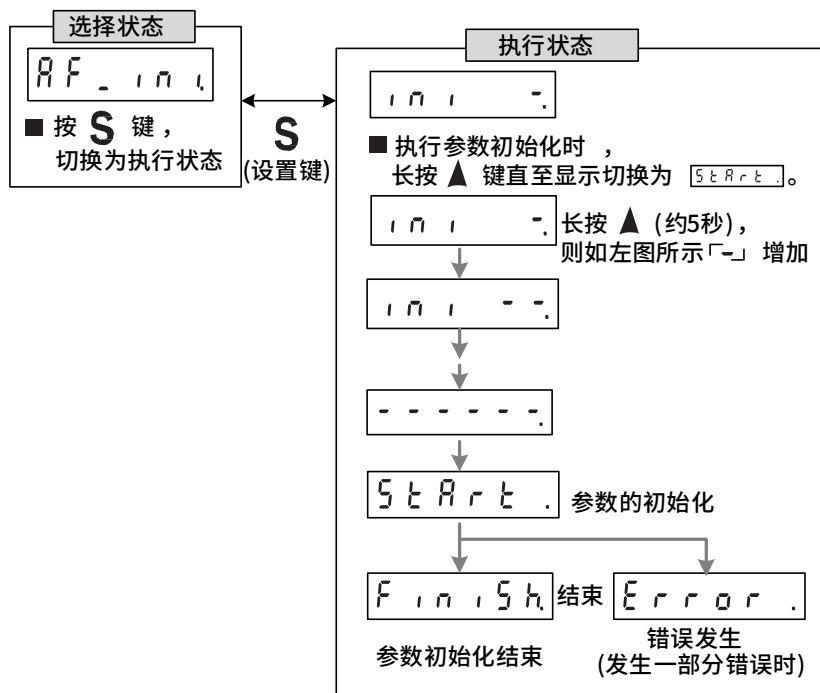 选择状态
AF_ini.
■ 按 S 键，
切换为执行状态
S
(设置键)
执行状态
ini -.
■ 执行参数初始化时，
长按 ▲ 键直至显示切换为 StArt .。
ini -.
长按 ▲ (约5秒)，
则如左图所示「-」增加
ini --.
------.
StArt .
参数的初始化
FiniSh.
结束
Error .
参数初始化结束
错误发生
(发生一部分错误时)